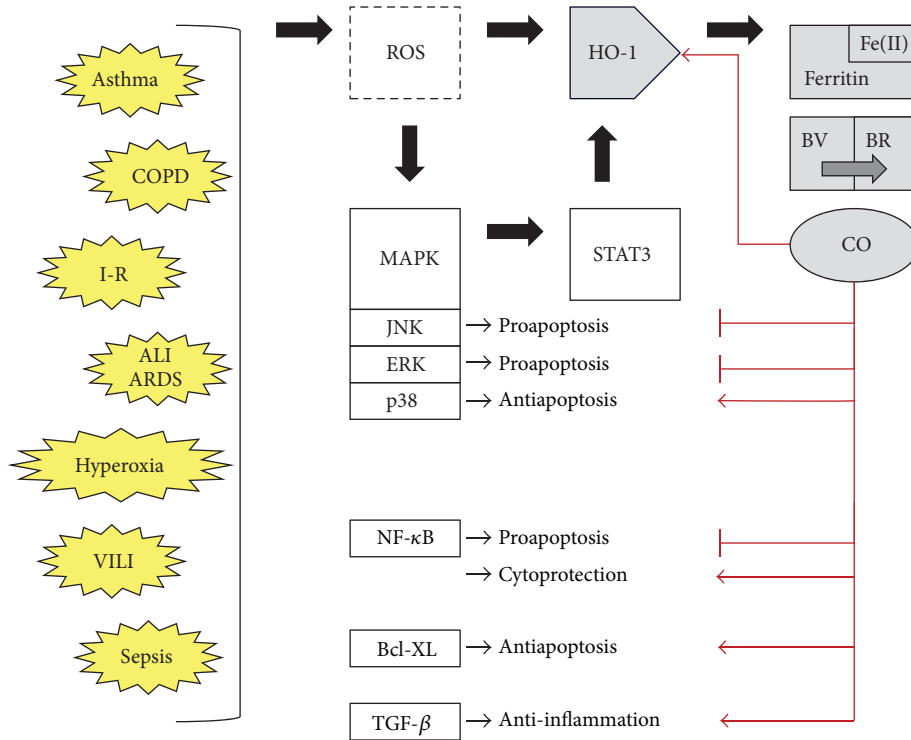 Asthma
COPD
I-R
ALI
ARDS
Hyperoxia
VILI
Sepsis
ROS
HO-1
Fe(II)
Ferritin
BV
BR
MAPK
STAT3
CO
JNK
Proapoptosis
ERK
Proapoptosis
p38
Antiapoptosis
NF-κB
Proapoptosis
Cytoprotection
Bcl-XL
Antiapoptosis
TGF-β
Anti-inflammation